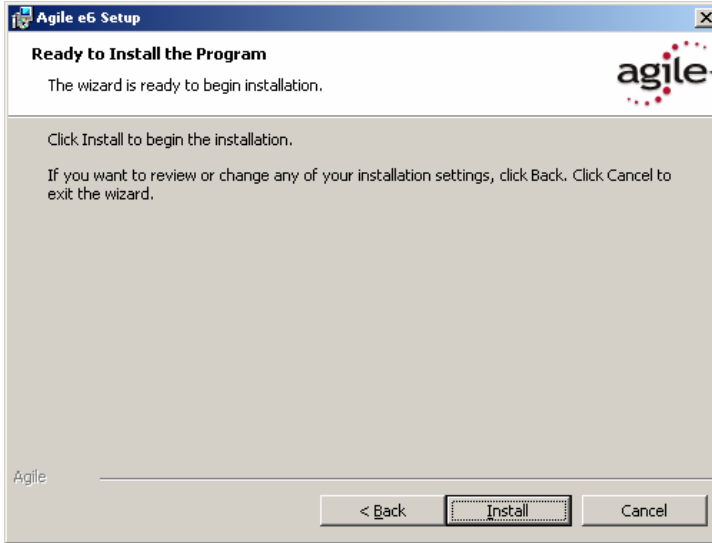 Agile e6 Setup
Ready to Install the Program
The wizard is ready to begin installation.
agile
Click Install to begin the installation.
If you want to review or change any of your installation settings, click Back. Click Cancel to
exit the wizard.
Agile
< Back Install Cancel